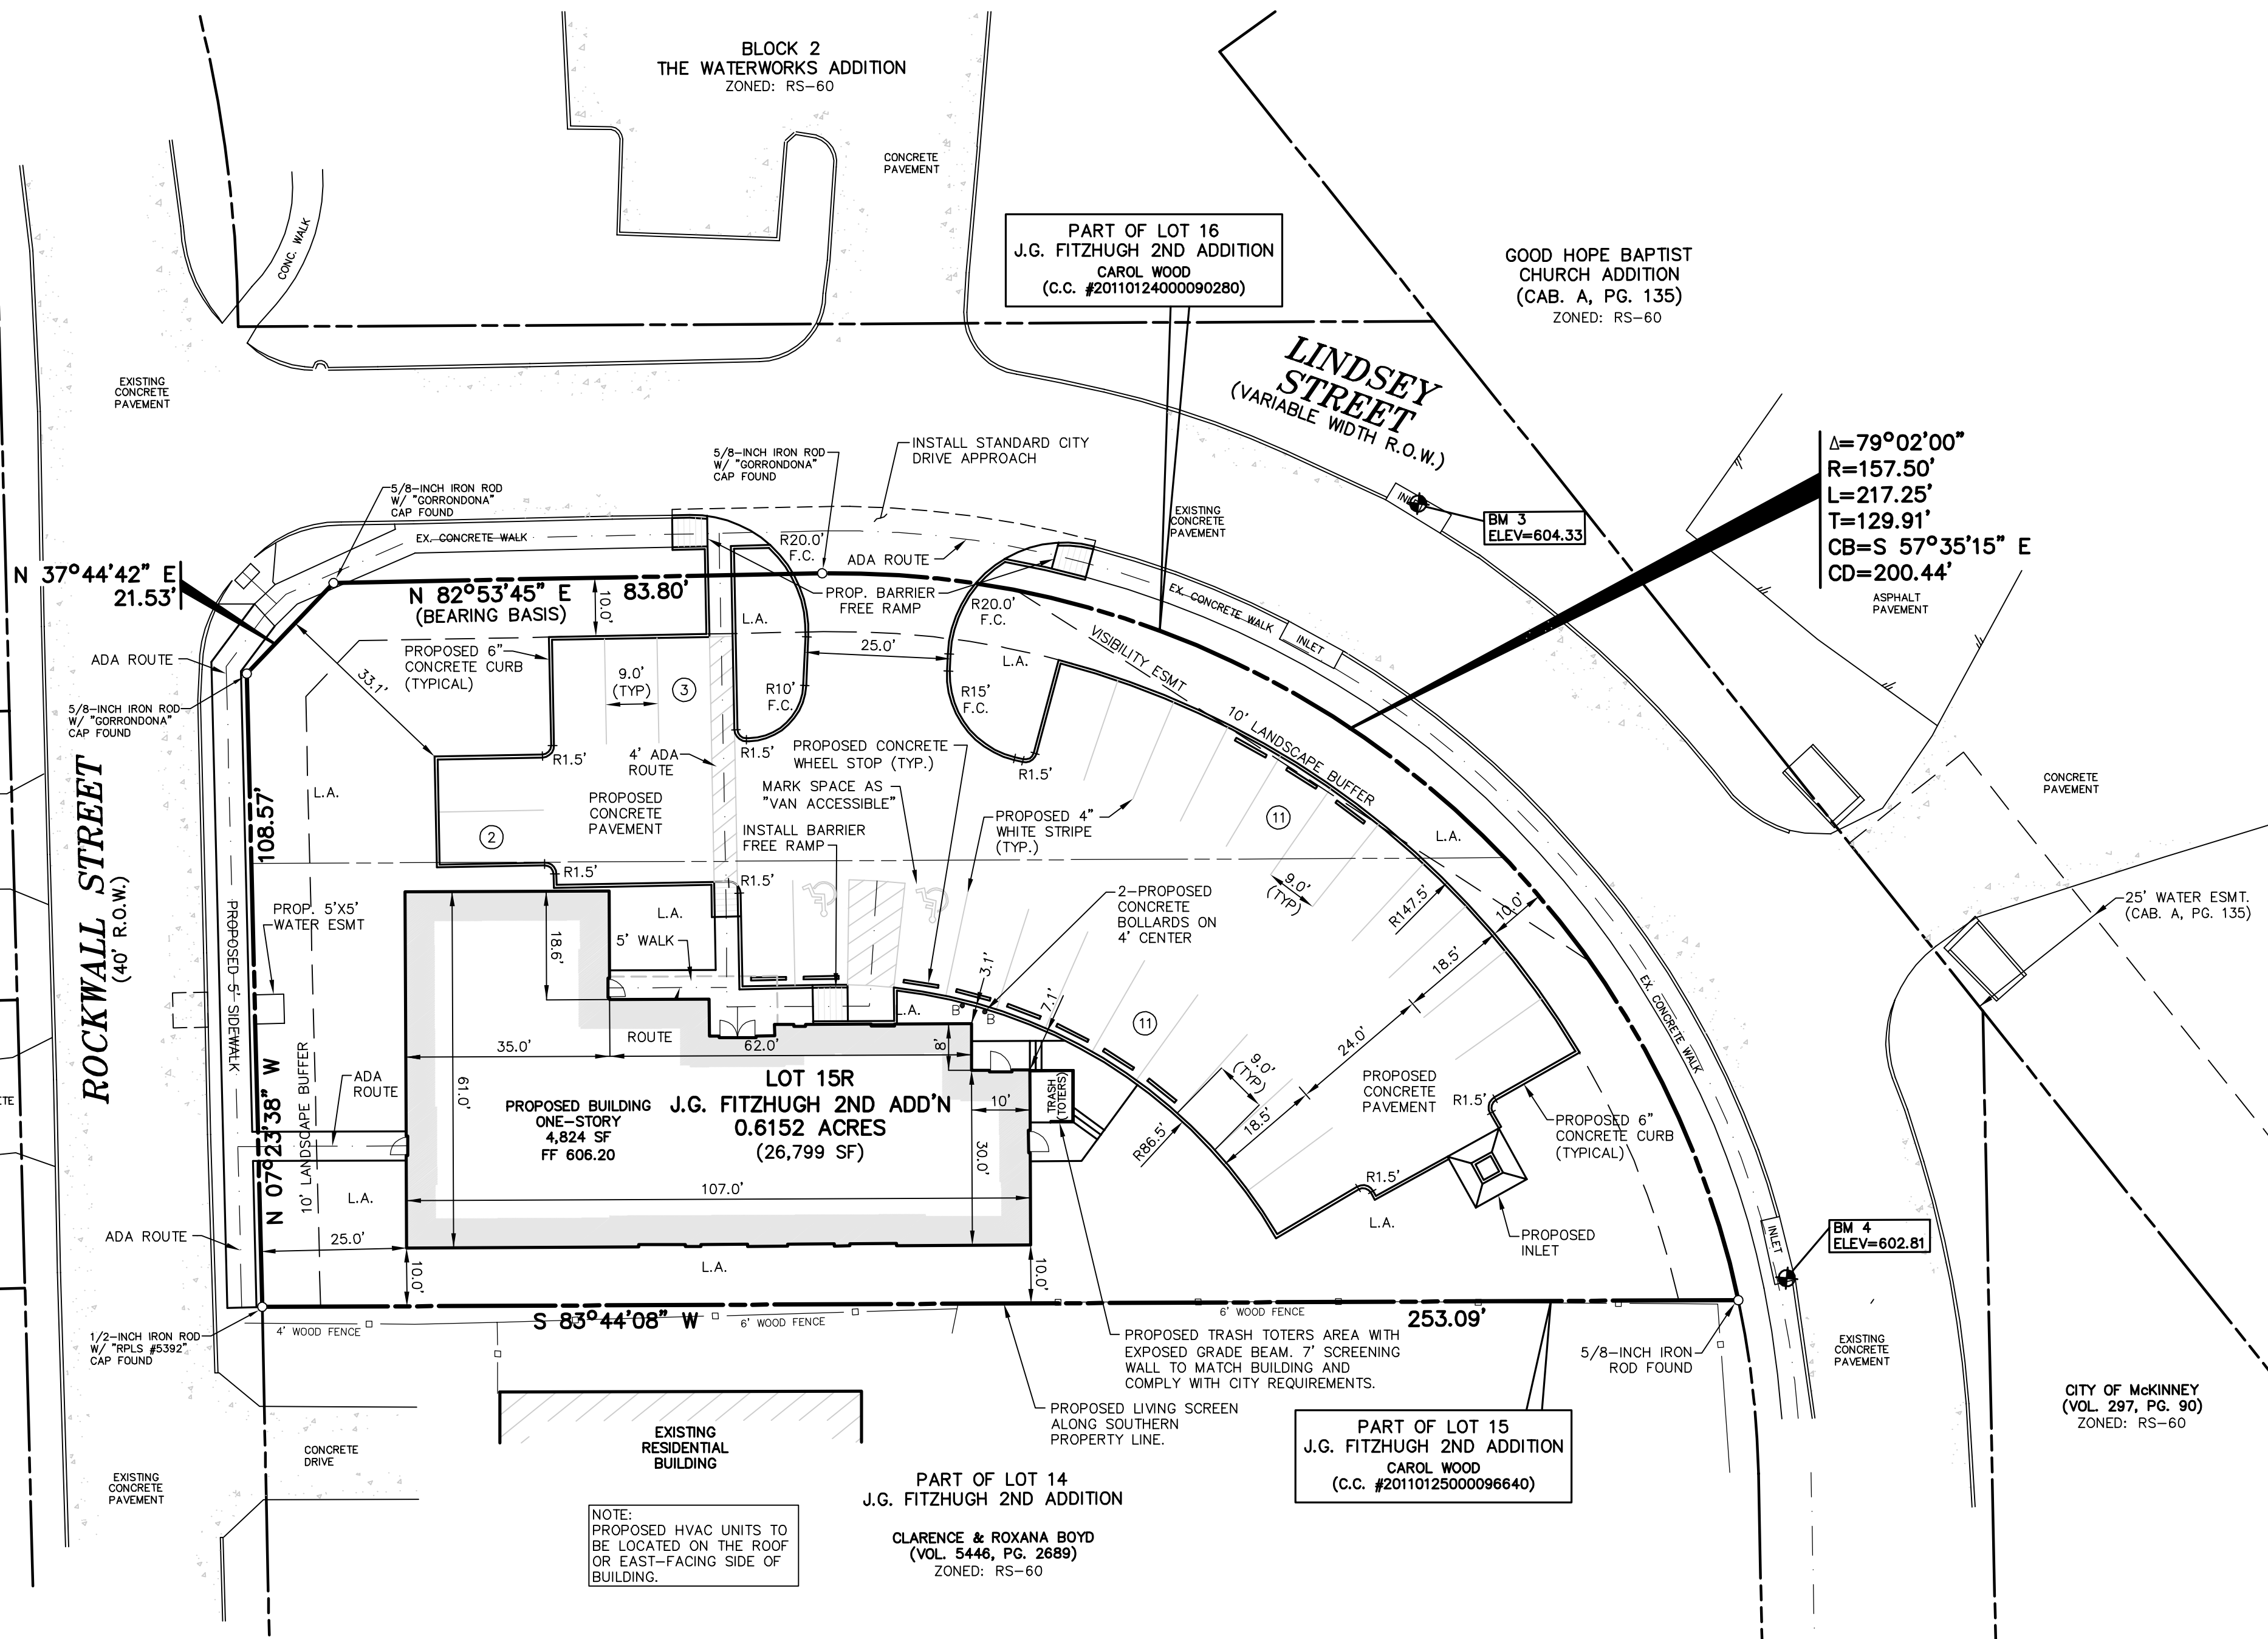 BLOCK 2
THE WATERWORKS ADDITION
ZONED: RS-60
CONCRETE
PAVEMENT
CONC. WALK
PART OF LOT 16
J.G. FITZHUGH 2ND ADDITION
CAROL WOOD
(C.C. #20110124000090280)
GOOD HOPE BAPTIST
CHURCH ADDITION
(CAB. A, PG. 135)
ZONED: RS-60
LINDSEY
STREET
(VARIABLE WIDTH R.O.W.)
EXISTING
CONCRETE
PAVEMENT
INSTALL STANDARD CITY
DRIVE APPROACH
5/8-INCH IRON ROD
W/ "GORRONDONA"
CAP FOUND
5/8-INCH IRON ROD
W/ "GORRONDONA"
CAP FOUND
Δ=79°02'00"
R=157.50'
L=217.25'
T=129.91'
CB=S 57°35'15" E
CD=200.44'
ASPHALT
PAVEMENT
INLET
BM 3
ELEV=604.33
EXISTING
CONCRETE
PAVEMENT
EX. CONCRETE WALK
R20.0'
F.C.
ADA ROUTE
N 37°44'42" E
21.53'
N 82°53'45" E
(BEARING BASIS)
83.80'
10.0'
PROP. BARRIER
FREE RAMP
R20.0'
F.C.
EX. CONCRETE WALK
INLET
L.A.
VISIBILITY ESMT
ADA ROUTE
PROPOSED 6"
CONCRETE CURB
(TYPICAL)
33.1'
9.0'
(TYP)
3
25.0'
L.A.
R10'
F.C.
R15'
F.C.
5/8-INCH IRON ROD
W/ "GORRONDONA"
CAP FOUND
10' LANDSCAPE BUFFER
R1.5'
4' ADA
ROUTE
R1.5'
PROPOSED CONCRETE
WHEEL STOP (TYP.)
R1.5'
MARK SPACE AS
"VAN ACCESSIBLE"
L.A.
PROPOSED
CONCRETE
PAVEMENT
PROPOSED 4"
WHITE STRIPE
(TYP.)
11
L.A.
CONCRETE
PAVEMENT
2
INSTALL BARRIER
FREE RAMP
108.57'
ROCKWALL STREET
(40' R.O.W.)
R1.5'
R1.5'
9.0'
(TYP)
R147.5'
10.0'
PROP. 5'X5'
WATER ESMT
PROPOSED 5' SIDEWALK
L.A.
5' WALK
18.6'
2-PROPOSED
CONCRETE
BOLLARDS ON
4' CENTER
18.5'
25' WATER ESMT.
(CAB. A, PG. 135)
3.1'
7.1'
EX. CONCRETE WALK
L.A.
B
B
11
ROUTE
35.0'
62.0'
8'
24.0'
61.0'
LOT 15R
J.G. FITZHUGH 2ND ADD'N
0.6152 ACRES
(26,799 SF)
PROPOSED BUILDING
ONE-STORY
4,824 SF
FF 606.20
10'
TRASH
(TOTERS)
9.0'
(TYP)
PROPOSED
CONCRETE
PAVEMENT
18.5'
R86.5'
30.0'
R1.5'
PROPOSED 6"
CONCRETE CURB
(TYPICAL)
N 07°23'38" W
10' LANDSCAPE BUFFER
ADA
ROUTE
L.A.
107.0'
R1.5'
L.A.
ADA ROUTE
25.0'
10.0'
L.A.
10.0'
PROPOSED
INLET
INLET
BM 4
ELEV=602.81
1/2-INCH IRON ROD
W/ "RPLS #5392"
CAP FOUND
4' WOOD FENCE
S 83°44'08" W
6' WOOD FENCE
6' WOOD FENCE
253.09'
PROPOSED TRASH TOTERS AREA WITH
EXPOSED GRADE BEAM. 7' SCREENING
WALL TO MATCH BUILDING AND
COMPLY WITH CITY REQUIREMENTS.
5/8-INCH IRON
ROD FOUND
EXISTING
CONCRETE
PAVEMENT
PROPOSED LIVING SCREEN
ALONG SOUTHERN
PROPERTY LINE.
CITY OF McKINNEY
(VOL. 297, PG. 90)
ZONED: RS-60
EXISTING
RESIDENTIAL
BUILDING
CONCRETE
DRIVE
EXISTING
CONCRETE
PAVEMENT
PART OF LOT 15
J.G. FITZHUGH 2ND ADDITION
CAROL WOOD
(C.C. #20110125000096640)
PART OF LOT 14
J.G. FITZHUGH 2ND ADDITION
CLARENCE & ROXANA BOYD
(VOL. 5446, PG. 2689)
ZONED: RS-60
NOTE:
PROPOSED HVAC UNITS TO
BE LOCATED ON THE ROOF
OR EAST-FACING SIDE OF
BUILDING.